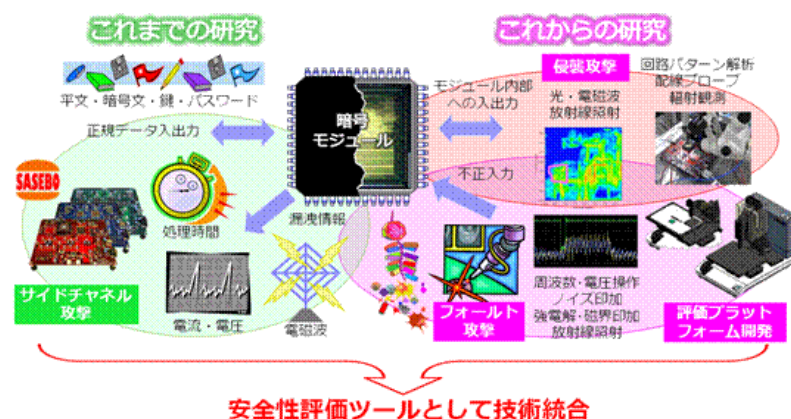 これまでの研究
これからの研究
平文・暗号文・鍵・パスワード
正規データ入出力
暗号
モジュール
モジュール内部
への入出力
侵襲攻撃
光・電磁波
放射線照射
回路パターン解析
配線プローブ
輻射観測
SASEBO
処理時間
漏洩情報
不正入力
サイドチャネル
攻撃
電流・電圧
電磁波
フォールト
攻撃
周波数・電圧操作
ノイズ印加
強電解・磁界印加
放射線照射
評価プラット
フォーム開発
安全性評価ツールとして技術統合